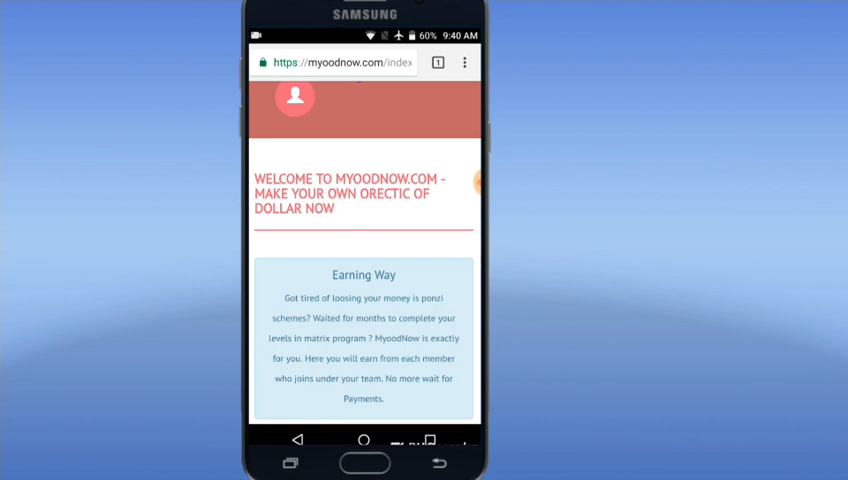 SAMSUNG
60% 9:40 AM
https://myoodnow.com/index
1
WELCOME TO MYOODNOW.COM -
MAKE YOUR OWN ORECTIC OF
DOLLAR NOW
Earning Way
Got tired of loosing your money is ponzi
schemes? Waited for months to complete your
levels in matrix program ? MyoodNow is exactly
for you. Here you will earn from each member
who joins under your team. No more wait for
Payments.